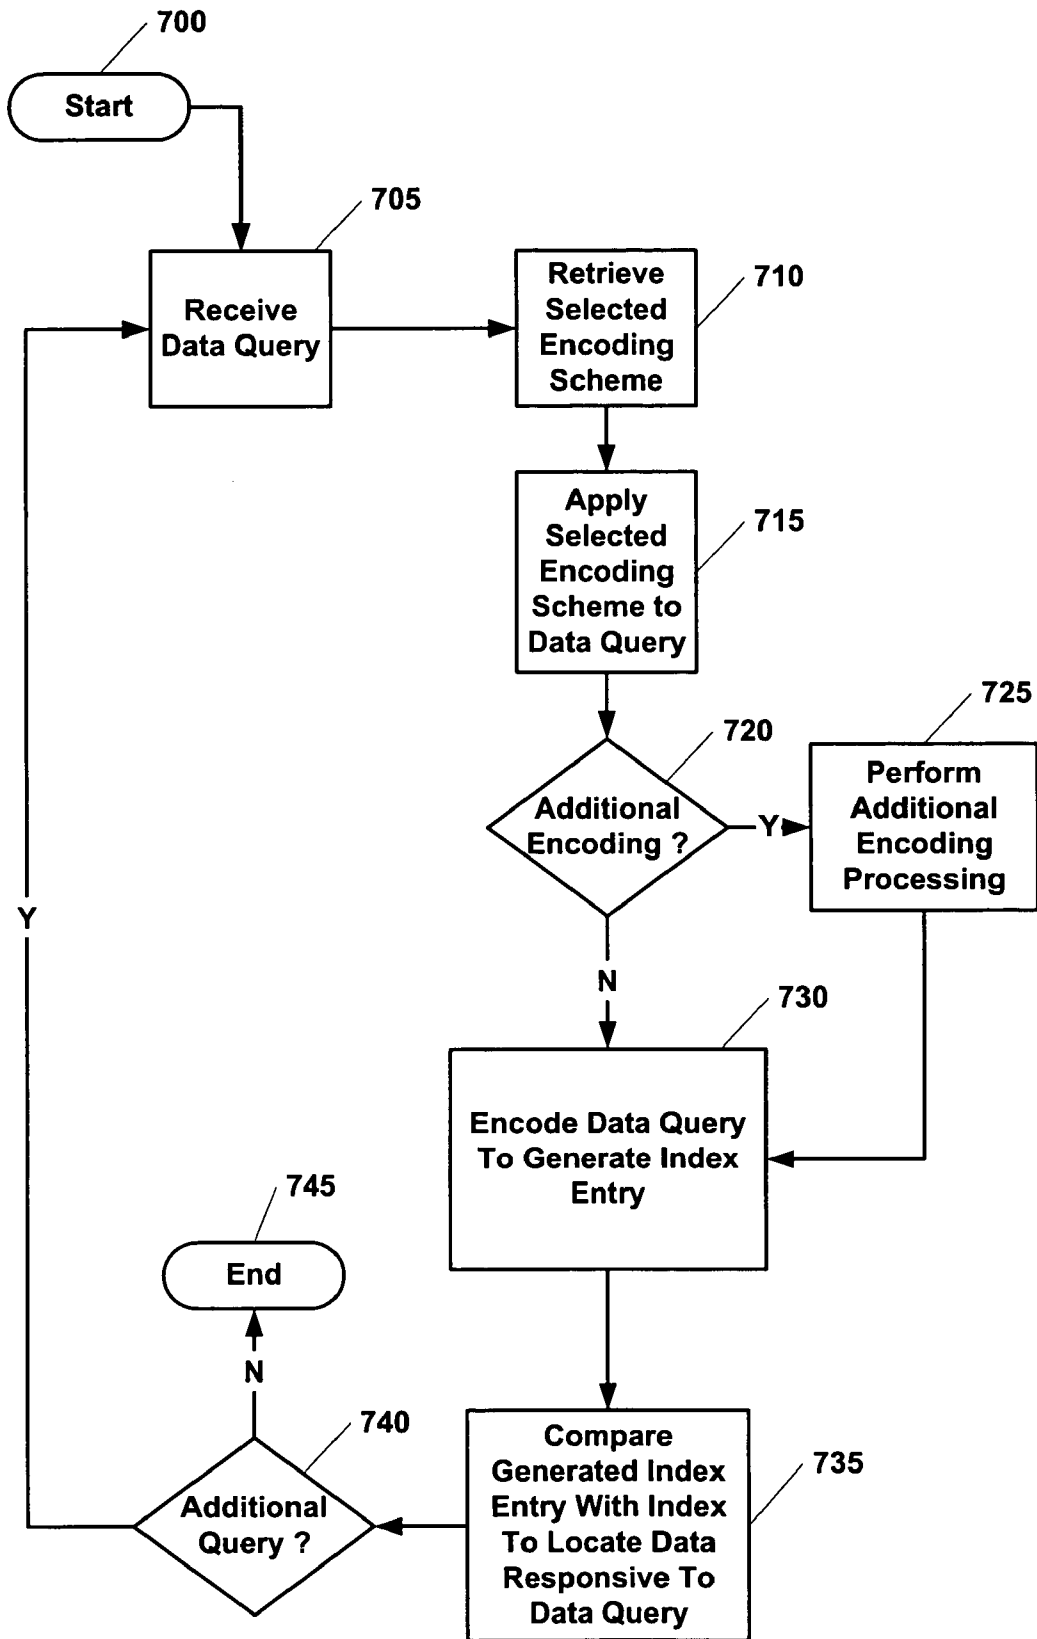 700
Start
705
Receive
Data Query
710
Retrieve
Selected
Encoding
Scheme
715
Apply
Selected
Encoding
Scheme to
Data Query
720
Additional
Encoding ?
Y
725
Perform
Additional
Encoding
Processing
N
730
Encode Data Query
To Generate Index
Entry
735
Compare
Generated Index
Entry With Index
To Locate Data
Responsive To
Data Query
740
Additional
Query ?
N
745
End
Y